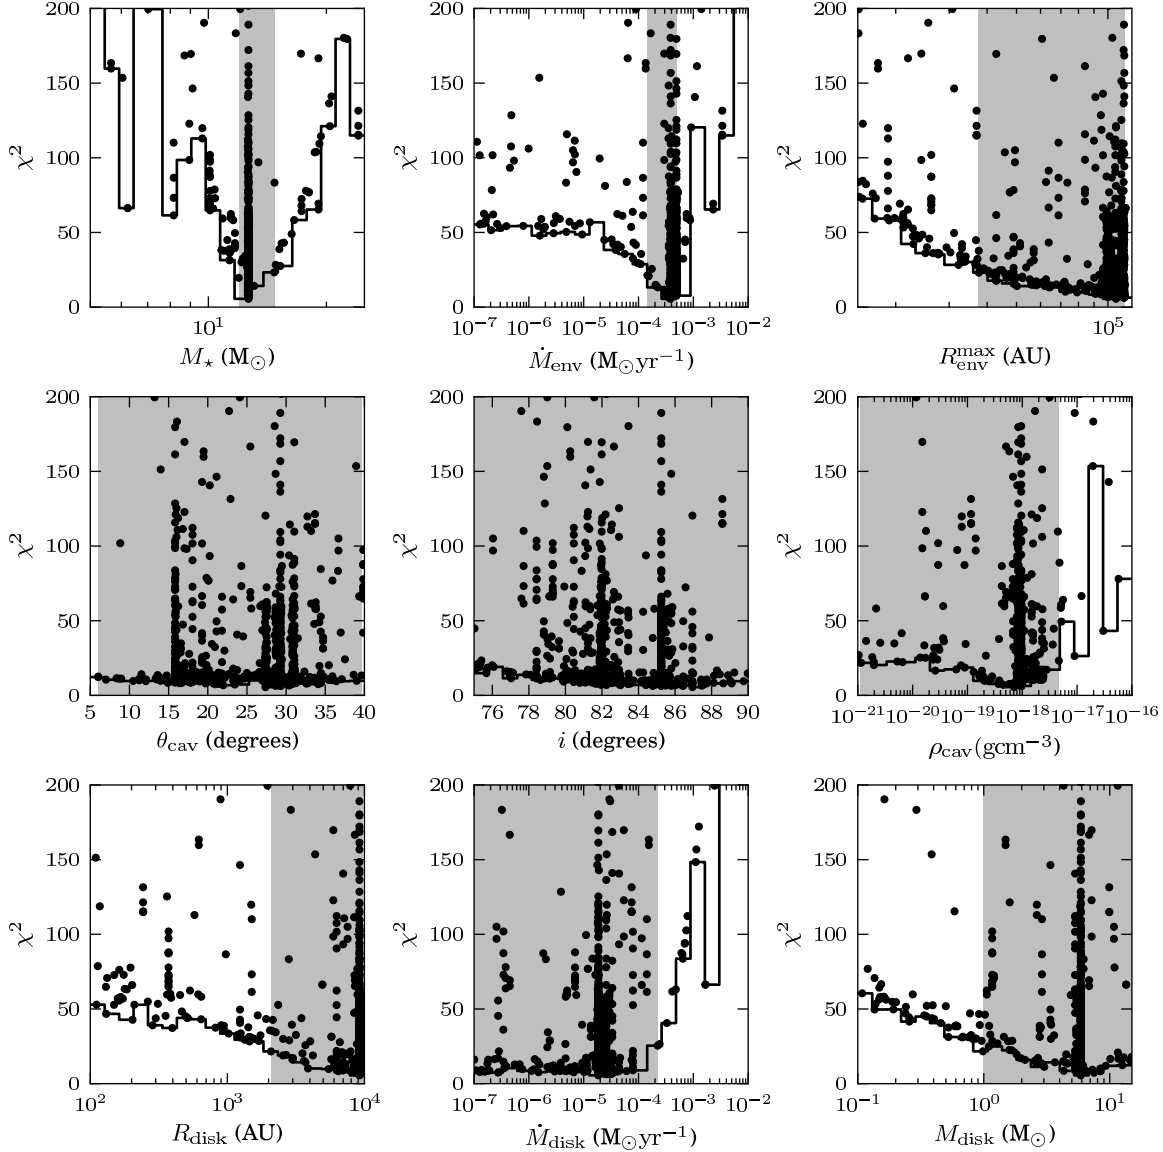 200 200 200
150 150 150
χ² 100 χ² 100 χ² 100
50 50 50
0 0 0
10¹ 10⁻⁷ 10⁻⁶ 10⁻⁵ 10⁻⁴ 10⁻³ 10⁻² 10⁵
M⋆ (M⊙) Ṁenv (M⊙yr⁻¹) Rmaxenv (AU)
200 200 200
150 150 150
χ² 100 χ² 100 χ² 100
50 50 50
0 0 0
5 10 15 20 25 30 35 40 76 78 80 82 84 86 88 90 10⁻²¹ 10⁻²⁰ 10⁻¹⁹ 10⁻¹⁸ 10⁻¹⁷ 10⁻¹⁶
θcav (degrees) i (degrees) ρcav(gcm⁻³)
200 200 200
150 150 150
χ² 100 χ² 100 χ² 100
50 50 50
0 0 0
10² 10³ 10⁴ 10⁻⁷ 10⁻⁶ 10⁻⁵ 10⁻⁴ 10⁻³ 10⁻² 10⁻¹ 10⁰ 10¹
Rdisk (AU) Ṁdisk (M⊙yr⁻¹) Mdisk (M⊙)